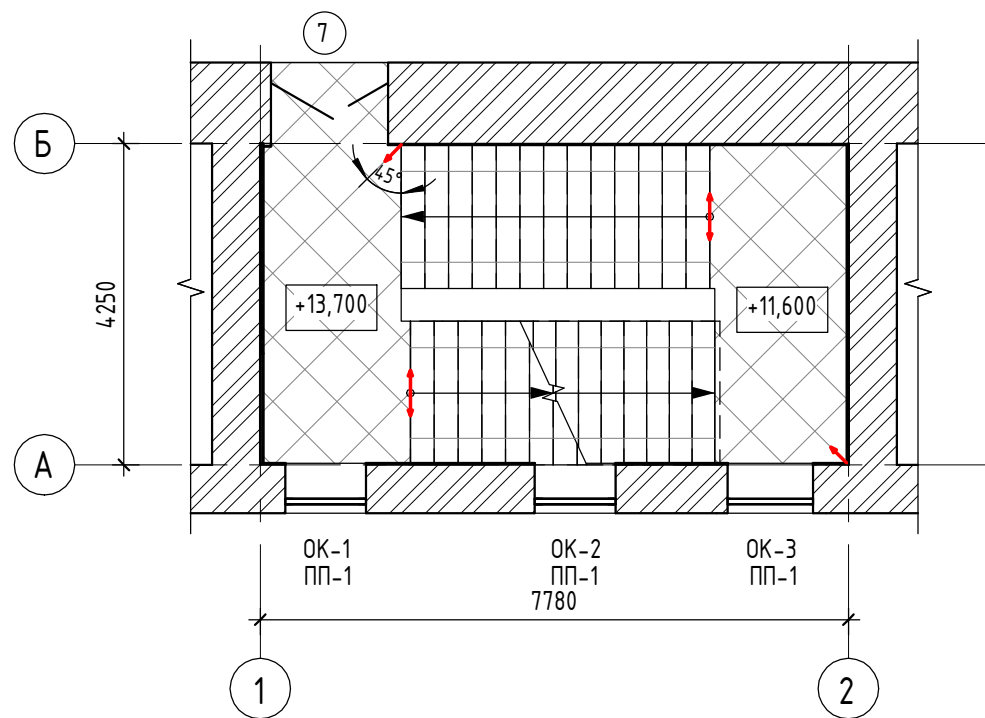 7
Б
45°
4250
+13,700
+11,600
А
ОК-1
ПП-1
ОК-2
ПП-1
ОК-3
ПП-1
7780
1
2